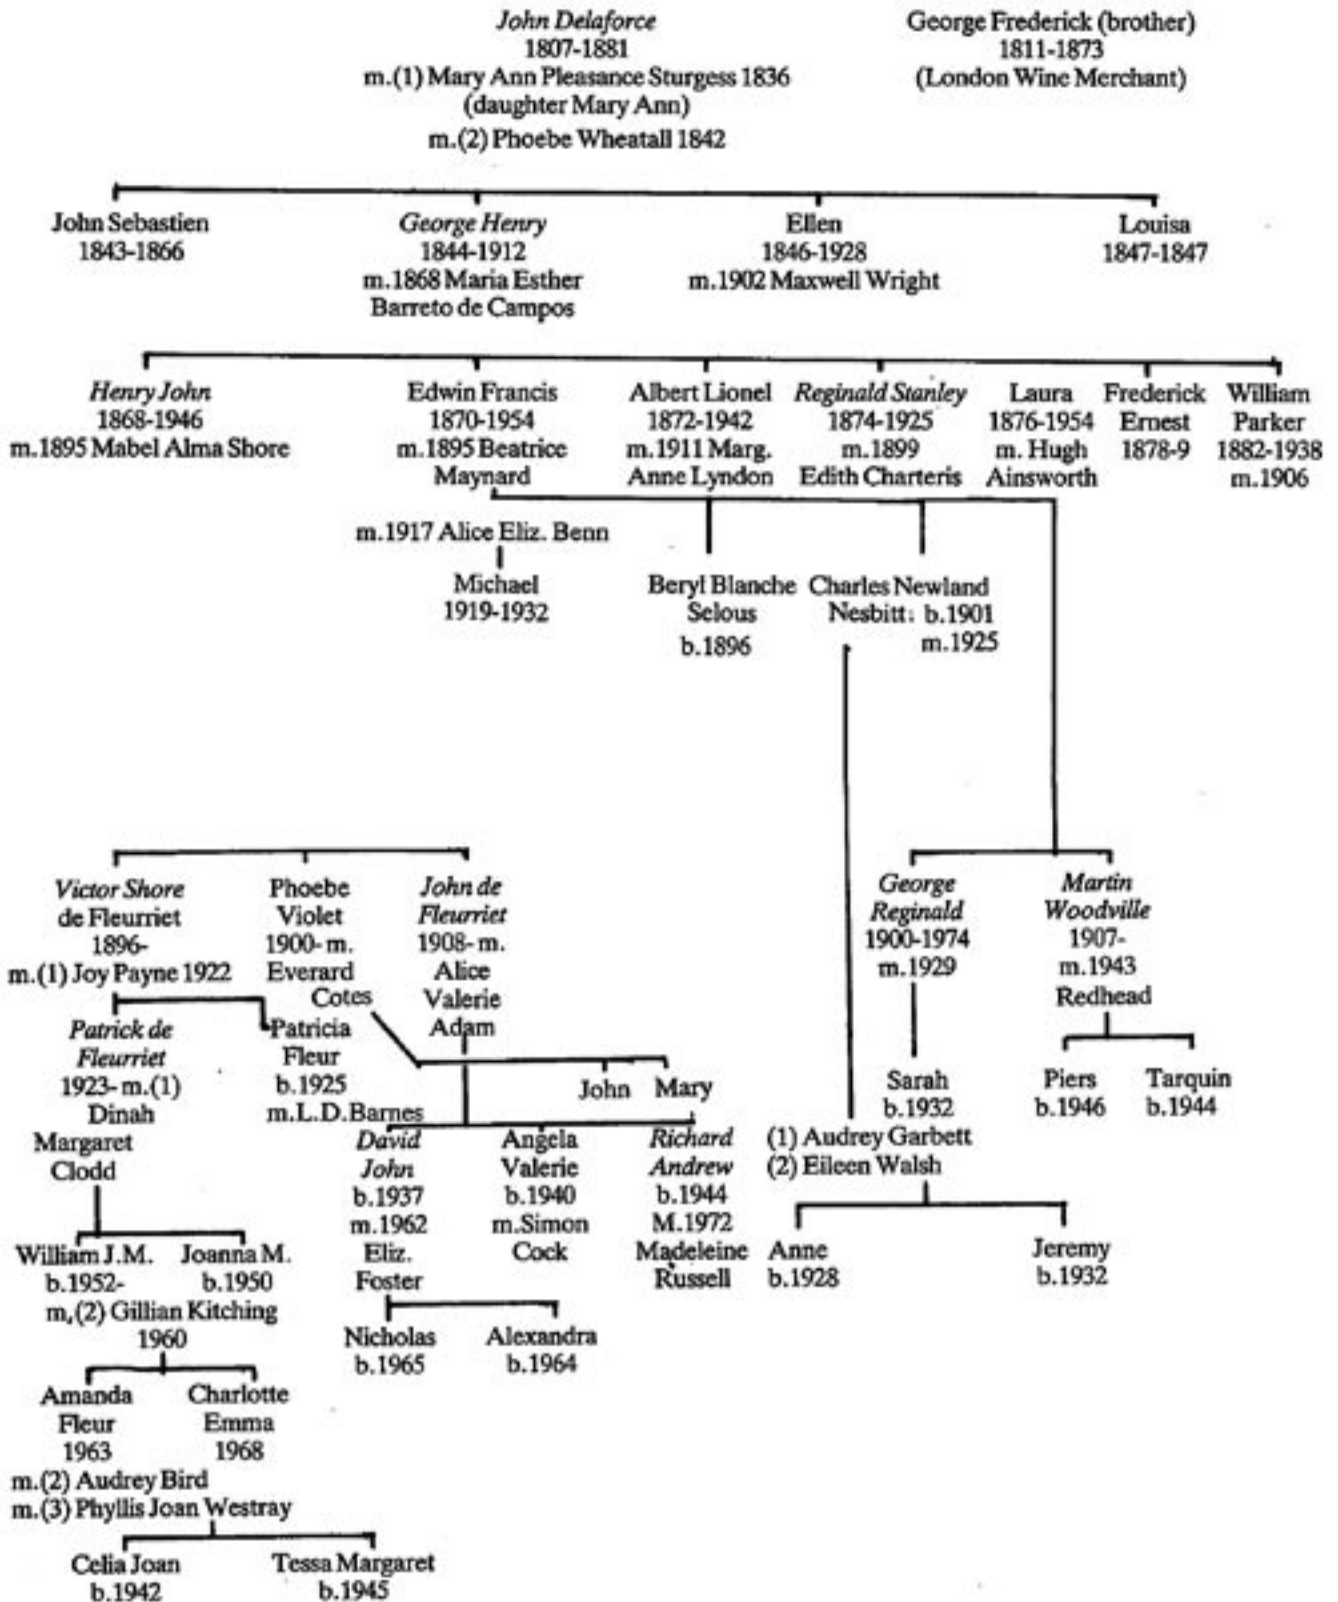 John Delaforce
1807-1881
m.(1) Mary Ann Pleasance Sturgess 1836
(daughter Mary Ann)
m.(2) Phoebe Wheatall 1842
George Frederick (brother)
1811-1873
(London Wine Merchant)
John Sebastien
1843-1866
George Henry
1844-1912
m.1868 Maria Esther
Barreto de Campos
Ellen
1846-1928
m.1902 Maxwell Wright
Louisa
1847-1847
Henry John
1868-1946
m.1895 Mabel Alma Shore
Edwin Francis
1870-1954
m.1895 Beatrice
Maynard
m.1917 Alice Eliz. Benn
Michael
1919-1932
Albert Lionel
1872-1942
m.1911 Marg.
Anne Lyndon
Reginald Stanley
1874-1925
m.1899
Edith Charteris
Laura
1876-1954
m. Hugh
Ainsworth
Frederick
Ernest
1878-9
William
Parker
1882-1938
m.1906
Beryl Blanche
Selous
b.1896
Charles Newland
Nesbitt: b.1901
m.1925
Victor Shore
de Fleurriet
1896-
m.(1) Joy Payne 1922
Phoebe
Violet
1900- m.
Everard
Cotes
John de
Fleurriet
1908- m.
Alice
Valerie
Adam
George
Reginald
1900-1974
m.1929
Martin
Woodville
1907-
m.1943
Redhead
Patrick de
Fleurriet
1923- m.(1)
Dinah
Margaret
Clodd
Patricia
Fleur
b.1925
m.L.D.Barnes
John
Mary
Sarah
b.1932
Piers
b.1946
Tarquin
b.1944
David
John
b.1937
m.1962
Eliz.
Foster
Angela
Valerie
b.1940
m.Simon
Cock
Richard
Andrew
b.1944
M.1972
Madeleine
Russell
(1) Audrey Garbett
(2) Eileen Walsh
Anne
b.1928
Jeremy
b.1932
William J.M.
b.1952-
Joanna M.
b.1950
m,(2) Gillian Kitching
1960
Nicholas
b.1965
Alexandra
b.1964
Amanda
Fleur
1963
Charlotte
Emma
1968
m.(2) Audrey Bird
m.(3) Phyllis Joan Westray
Celia Joan
b.1942
Tessa Margaret
b.1945